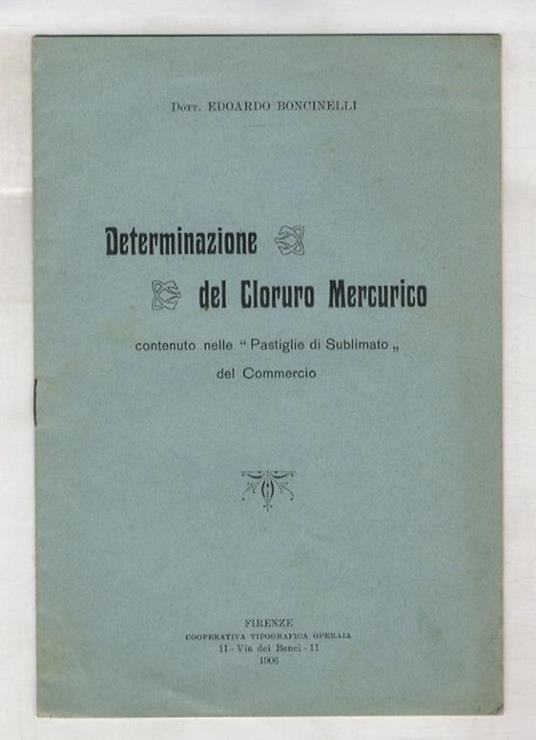 Dott. EDOARDO BONCINELLI
Determinazione
del Cloruro Mercurico
contenuto nelle “ Pastiglie di Sublimato „
del Commercio
FIRENZE
COOPERATIVA TIPOGRAFICA OPERAIA
11 - Via dei Benci - 11
1906